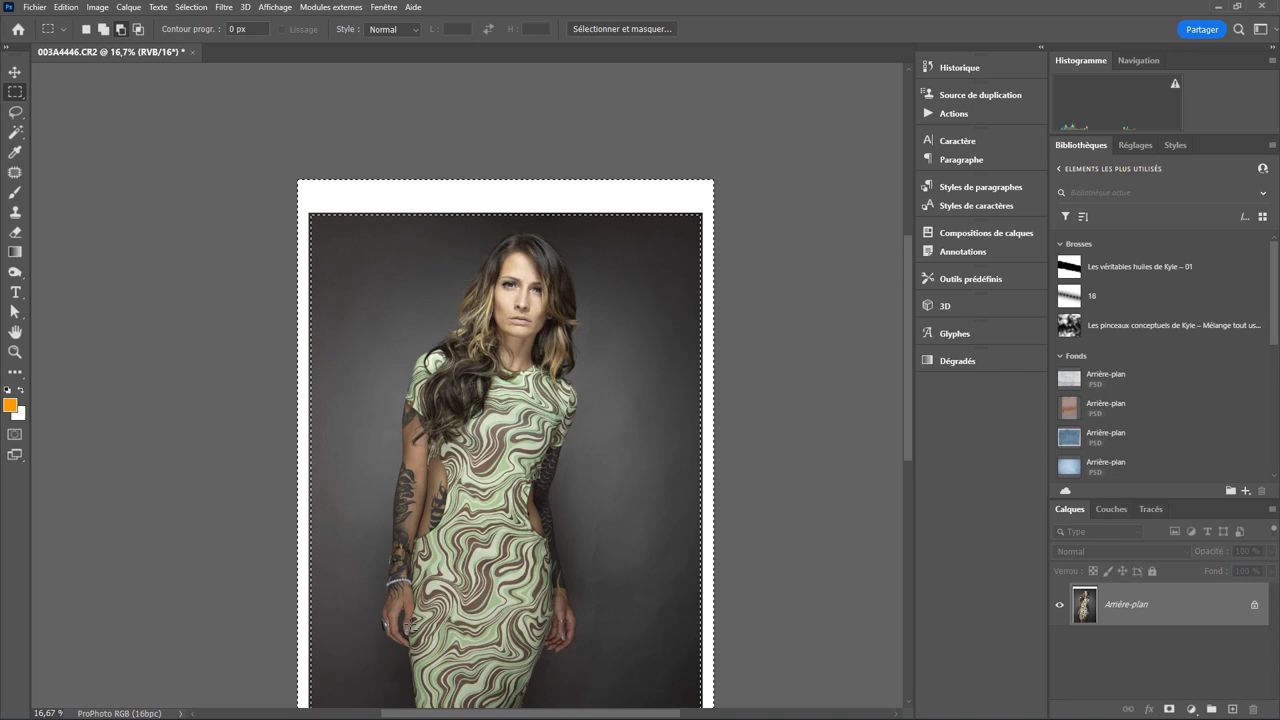 Fichier Edition Image Calque Texte Sélection Filtre 3D Affichage Modules externes Fenêtre Aide
Contour progr. : 0 px Lissage Style : Normal L : H : Sélectionner et masquer... Partager
003A4446.CR2 @ 16,7% (RVB/16*) * ×
Historique
Source de duplication
Actions
Caractère
Paragraphe
Styles de paragraphes
Styles de caractères
Compositions de calques
Annotations
Outils prédéfinis
3D
Glyphes
Dégradés
Histogramme Navigation
Bibliothèques Réglages Styles
ELEMENTS LES PLUS UTILISÉS
Bibliothèque active
Brosses
Les véritables huiles de Kyle – 01
18
Les pinceaux conceptuels de Kyle – Mélange tout us...
Fonds
Arrière-plan
PSD
Arrière-plan
PSD
Arrière-plan
PSD
Arrière-plan
PSD
Calques Couches Tracés
Type
Normal Opacité : 100 %
Verrou : Fond : 100 %
Arrière-plan
16,67 % ProPhoto RGB (16bpc)